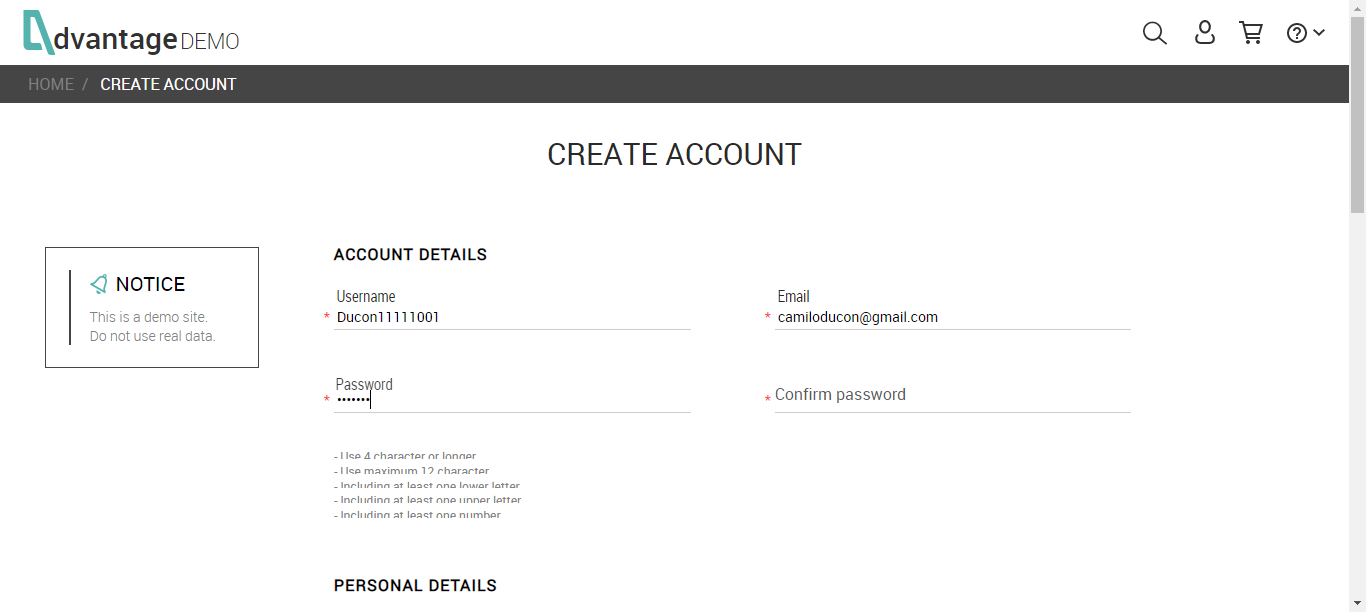 dvantage DEMO
HOME / CREATE ACCOUNT
CREATE ACCOUNT
NOTICE
This is a demo site.
Do not use real data.
ACCOUNT DETAILS
Username
* Ducon11111001
Email
* camiloducon@gmail.com
Password
* •••••••
* Confirm password
- Use 4 character or longer
- Use maximum 12 character
- Including at least one lower letter
- Including at least one upper letter
- Including at least one number
PERSONAL DETAILS